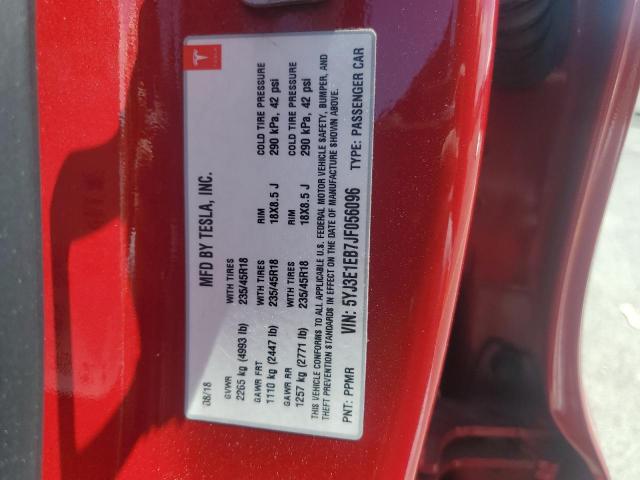 MFD BY TESLA, INC.
08/18
GVWR WITH TIRES
2265 kg (4993 lb) 235/45R18
GAWR FRT WITH TIRES RIM COLD TIRE PRESSURE
1110 kg (2447 lb) 235/45R18 18X8.5 J 290 kPa, 42 psi
GAWR RR WITH TIRES RIM COLD TIRE PRESSURE
1257 kg (2771 lb) 235/45R18 18X8.5 J 290 kPa, 42 psi
THIS VEHICLE CONFORMS TO ALL APPLICABLE U.S. FEDERAL MOTOR VEHICLE SAFETY, BUMPER, AND
THEFT PREVENTION STANDARDS IN EFFECT ON THE DATE OF MANUFACTURE SHOWN ABOVE.
VIN: 5YJ3E1EB7JF056096
PNT: PPMR TYPE: PASSENGER CAR